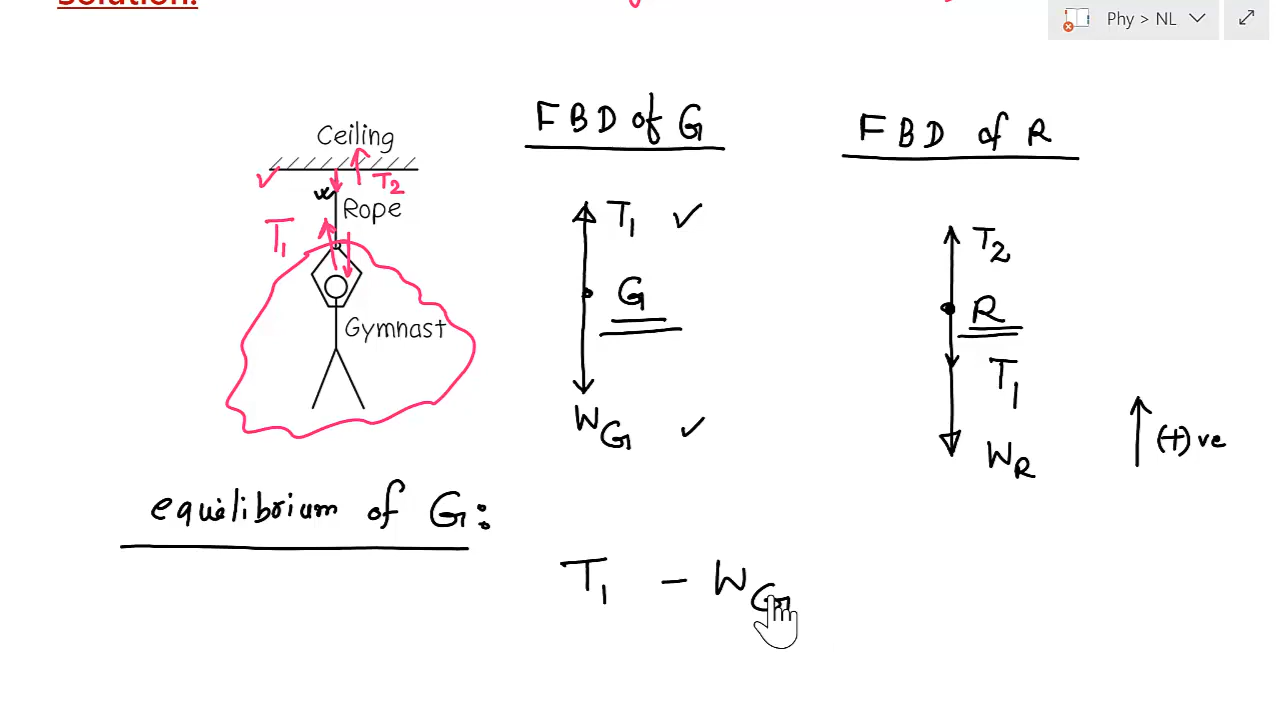 Solution:
Phy > NL
FBD of G
FBD of R
Ceiling
T2
Rope
T1
Gymnast
T1 ✓
G
WG ✓
T2
R
T1
WR
(+)ve
equilibrium of G:
T1 - WG